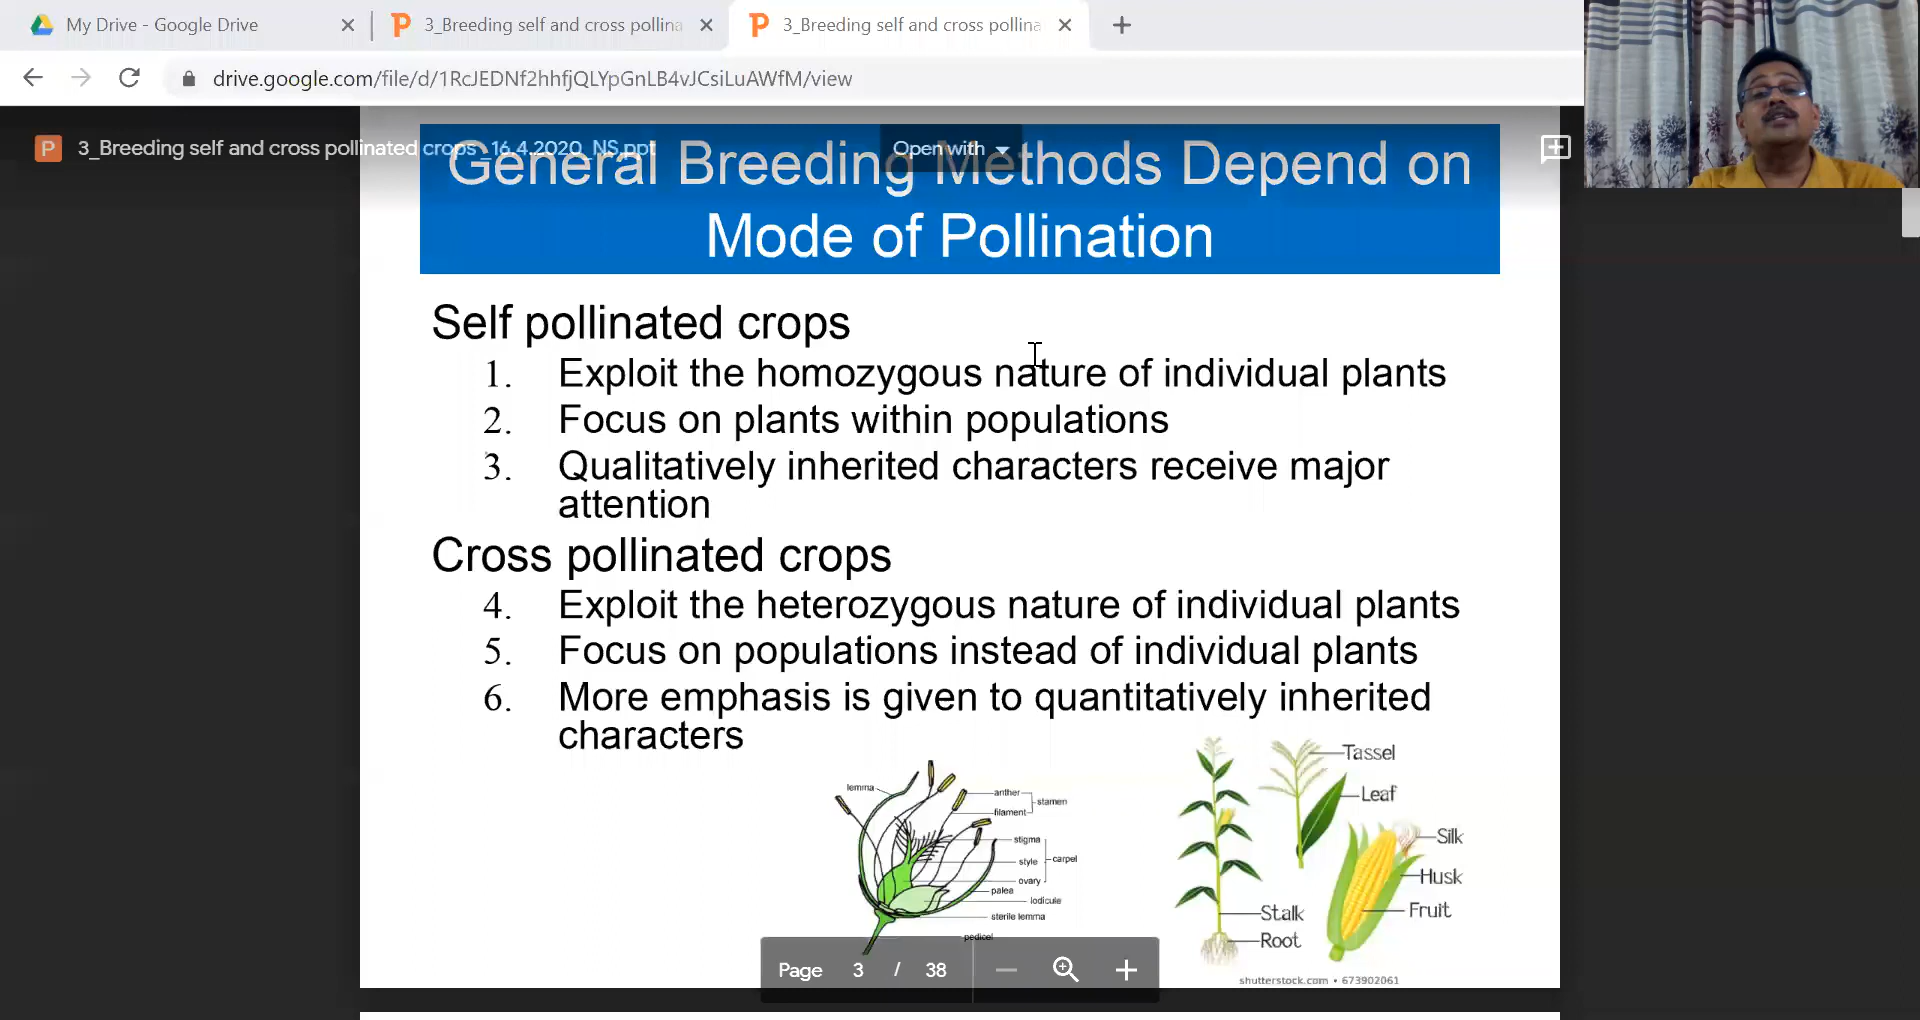 My Drive - Google Drive
3_Breeding self and cross pollina
3_Breeding self and cross pollina
drive.google.com/file/d/1RcJEDNf2hhfjQLYpGnLB4vJCsiLuAWfM/view
P 3_Breeding self and cross pollinated crops _16.4.2020_NS.ppt
Open with
General Breeding Methods Depend on
Mode of Pollination
Self pollinated crops
1. Exploit the homozygous nature of individual plants
2. Focus on plants within populations
3. Qualitatively inherited characters receive major
attention
Cross pollinated crops
4. Exploit the heterozygous nature of individual plants
5. Focus on populations instead of individual plants
6. More emphasis is given to quantitatively inherited
characters
lemma
anther
stamen
filament
stigma
style
carpel
ovary
palea
lodicule
sterile lemma
pedicel
Tassel
Leaf
Silk
Husk
Fruit
Stalk
Root
shutterstock.com • 673902061
Page 3 / 38